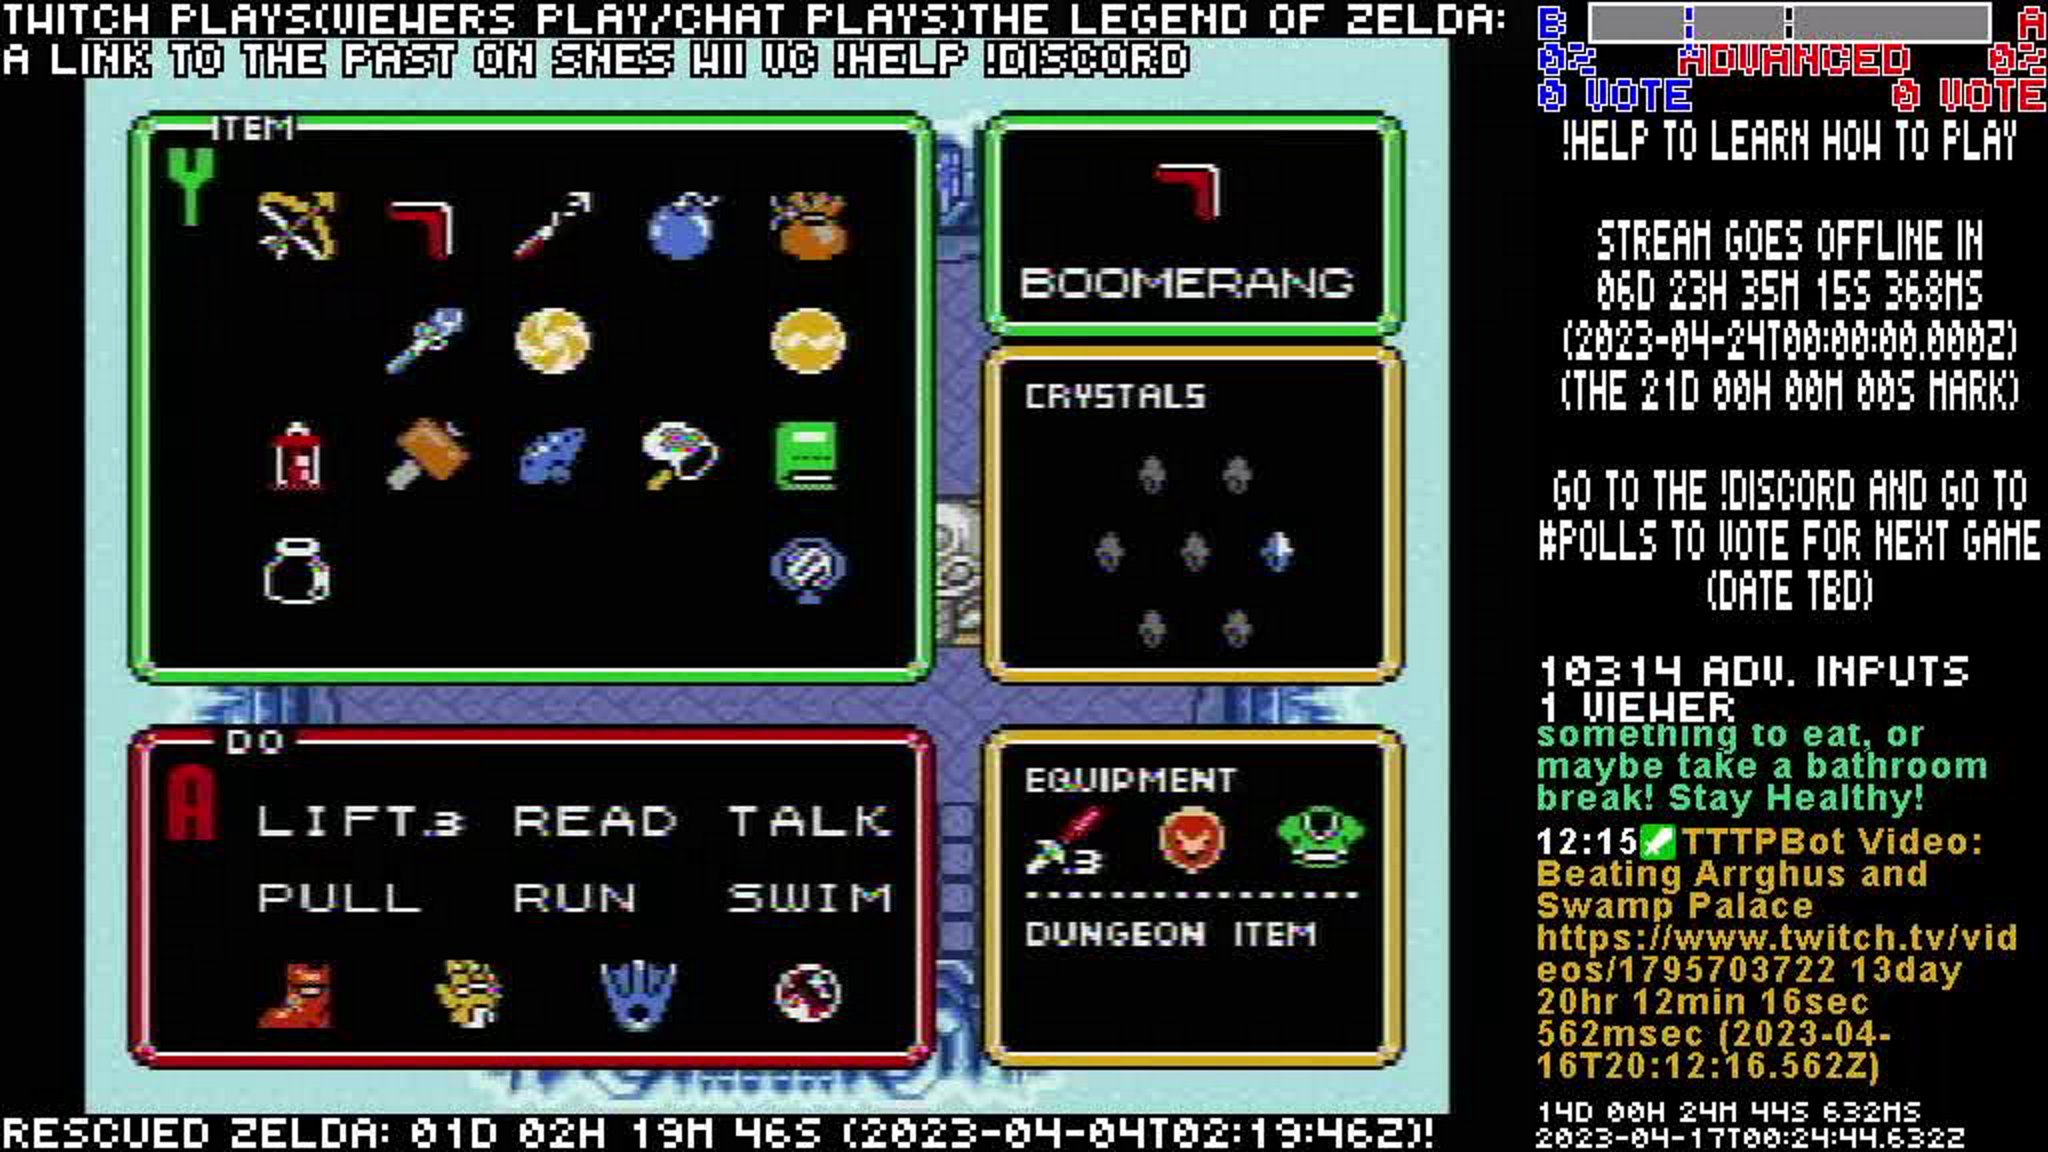 TWITCH PLAYS(VIEWERS PLAY/CHAT PLAYS)THE LEGEND OF ZELDA:
A LINK TO THE PAST ON SNES WII VC !HELP !DISCORD
ITEM
Y
BOOMERANG
CRYSTALS
DO
A
LIFT.3 READ TALK
PULL RUN SWIM
EQUIPMENT
.3
DUNGEON ITEM
RESCUED ZELDA: 01D 02H 19M 46S (2023-04-04T02:19:46Z)!
B A
0% ADVANCED 0%
0 VOTE 0 VOTE
!HELP TO LEARN HOW TO PLAY
STREAM GOES OFFLINE IN
06D 23H 35M 15S 368MS
(2023-04-24T00:00:00.000Z)
(THE 21D 00H 00M 00S MARK)
GO TO THE !DISCORD AND GO TO
#POLLS TO VOTE FOR NEXT GAME
(DATE TBD)
10314 ADV. INPUTS
1 VIEWER
something to eat, or
maybe take a bathroom
break! Stay Healthy!
12:15 TTTPBot Video:
Beating Arrghus and
Swamp Palace
https://www.twitch.tv/vid
eos/1795703722 13day
20hr 12min 16sec
562msec (2023-04-
16T20:12:16.562Z)
14D 00H 24M 44S 632MS
2023-04-17T00:24:44.632Z